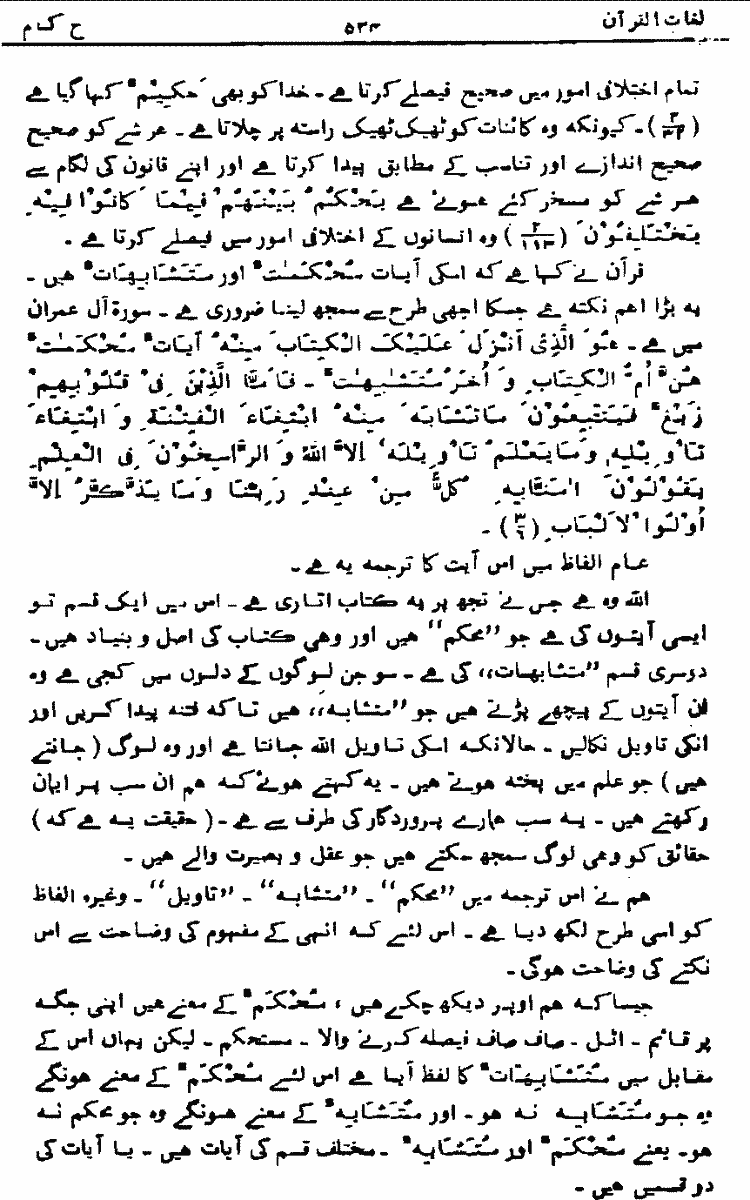 لغات القرآن ۵۳۳ ح ک م
تمام اختلافی امور میں صحیح فیصلے کرتا ہے ۔ خدا کو بھی حَکِیْمٌ کہا گیا ہے
۔ کیونکہ وہ کائنات کو ٹھیک ٹھیک راستہ پر چلاتا ہے ۔ ہر شے کو صحیح
صحیح اندازے اور تناسب کے مطابق پیدا کرتا ہے اور اپنے قانون کی لگام سے
ہر شے کو مسخر کئے ہوئے ہے یَحْکُمُ بَیْنَہُمْ فِیْمَا کَانُوْا فِیْہِ
یَخْتَلِفُوْنَ (۲/۱۱۳) وہ انسانوں کے اختلافی امور میں فیصلے کرتا ہے ۔
قرآن نے کہا ہے کہ اسکی آیات مُحْکَمٰتٌ اور مُتَشَابِہَاتٌ ہیں ۔
یہ بڑا اہم نکتہ ہے جسکا اچھی طرح سے سمجھ لینا ضروری ہے ۔ سورۃ آل عمران
میں ہے ۔ ہُوَ الَّذِیْ اَنْزَلَ عَلَیْکَ الْکِتَابَ مِنْہُ آیَاتٌ مُحْکَمٰتٌ
ہُنَّ اُمُّ الْکِتَابِ وَ اُخَرُ مُتَشٰبِہٰتٌ ۔ فَاَمَّا الَّذِیْنَ فِیْ قُلُوْبِہِمْ
زَیْغٌ فَیَتَّبِعُوْنَ مَا تَشَابَہَ مِنْہُ ابْتِغَاءَ الْفِتْنَۃِ وَ ابْتِغَاءَ
تَاْوِیْلِہِ وَمَا یَعْلَمُ تَاْوِیْلَہُ اِلاَّ اللّٰہُ وَ الرَّاسِخُوْنَ فِی الْعِلْمِ
یَقُوْلُوْنَ اٰمَنَّا بِہِ کُلٌّ مِنْ عِنْدِ رَبِّنَا وَمَا یَذَّکَّرُ اِلاَّ
اُوْلُوا الْاَلْبَابِ (۳/۶) ۔
عام الفاظ میں اس آیت کا ترجمہ یہ ہے ۔
اللہ وہ ہے جس نے تجھ پر یہ کتاب اتاری ہے ۔ اس میں ایک قسم تو
ایسی آیتوں کی ہے جو ’’محکم‘‘ ہیں اور وہی کتاب کی اصل و بنیاد ہیں ۔
دوسری قسم ’’متشابہات‘‘ کی ہے ۔ سو جن لوگوں کے دلوں میں کجی ہے وہ
ان آیتوں کے پیچھے پڑتے ہیں جو ’’متشابہ‘‘ ہیں تاکہ فتنہ پیدا کریں اور
انکی تاویل نکالیں ۔ حالانکہ اسکی تاویل اللہ جانتا ہے اور وہ لوگ (جانتے
ہیں) جو علم میں پختہ ہوتے ہیں ۔ یہ کہتے ہوئے کہ ہم ان سب پر ایمان
رکھتے ہیں ۔ یہ سب ہمارے پروردگار کی طرف سے ہے ۔ (حقیقت یہ ہے کہ)
حقائق کو وہی لوگ سمجھ سکتے ہیں جو عقل و بصیرت والے ہیں ۔
ہم نے اس ترجمہ میں ’’محکم‘‘ ۔ ’’متشابہ‘‘ ۔ ’’تاویل‘‘ ۔ وغیرہ الفاظ
کو اسی طرح لکھ دیا ہے ۔ اس لئے کہ انہی کے مفہوم کی وضاحت سے اس
نکتے کی وضاحت ہوگی ۔
جیسا کہ ہم اوپر دیکھ چکے ہیں ، مُحْکَمٌ کے معنے ہیں اپنی جگہ
پر قائم ۔ اٹل ۔ صاف صاف فیصلہ کرنے والا ۔ مستحکم ۔ لیکن یہاں اس کے
مقابل میں مُتَشَابِہَاتٌ کا لفظ آیا ہے اس لئے مُحْکَمٌ کے معنے ہونگے
وہ جو مُتَشَابِہ نہ ہو ۔ اور مُتَشَابِہٌ کے معنے ہونگے وہ جو محکم نہ
ہو ۔ یعنے مُحْکَمٌ اور مُتَشَابِہٌ ۔ مختلف قسم کی آیات ہیں ۔ یا آیات کی
دو قسمیں ہیں ۔